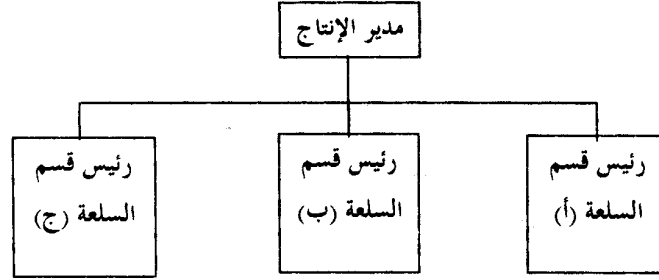 مدير الإنتاج
رئيس قسم
السلعة (أ)
رئيس قسم
السلعة (ب)
رئيس قسم
السلعة (ج)